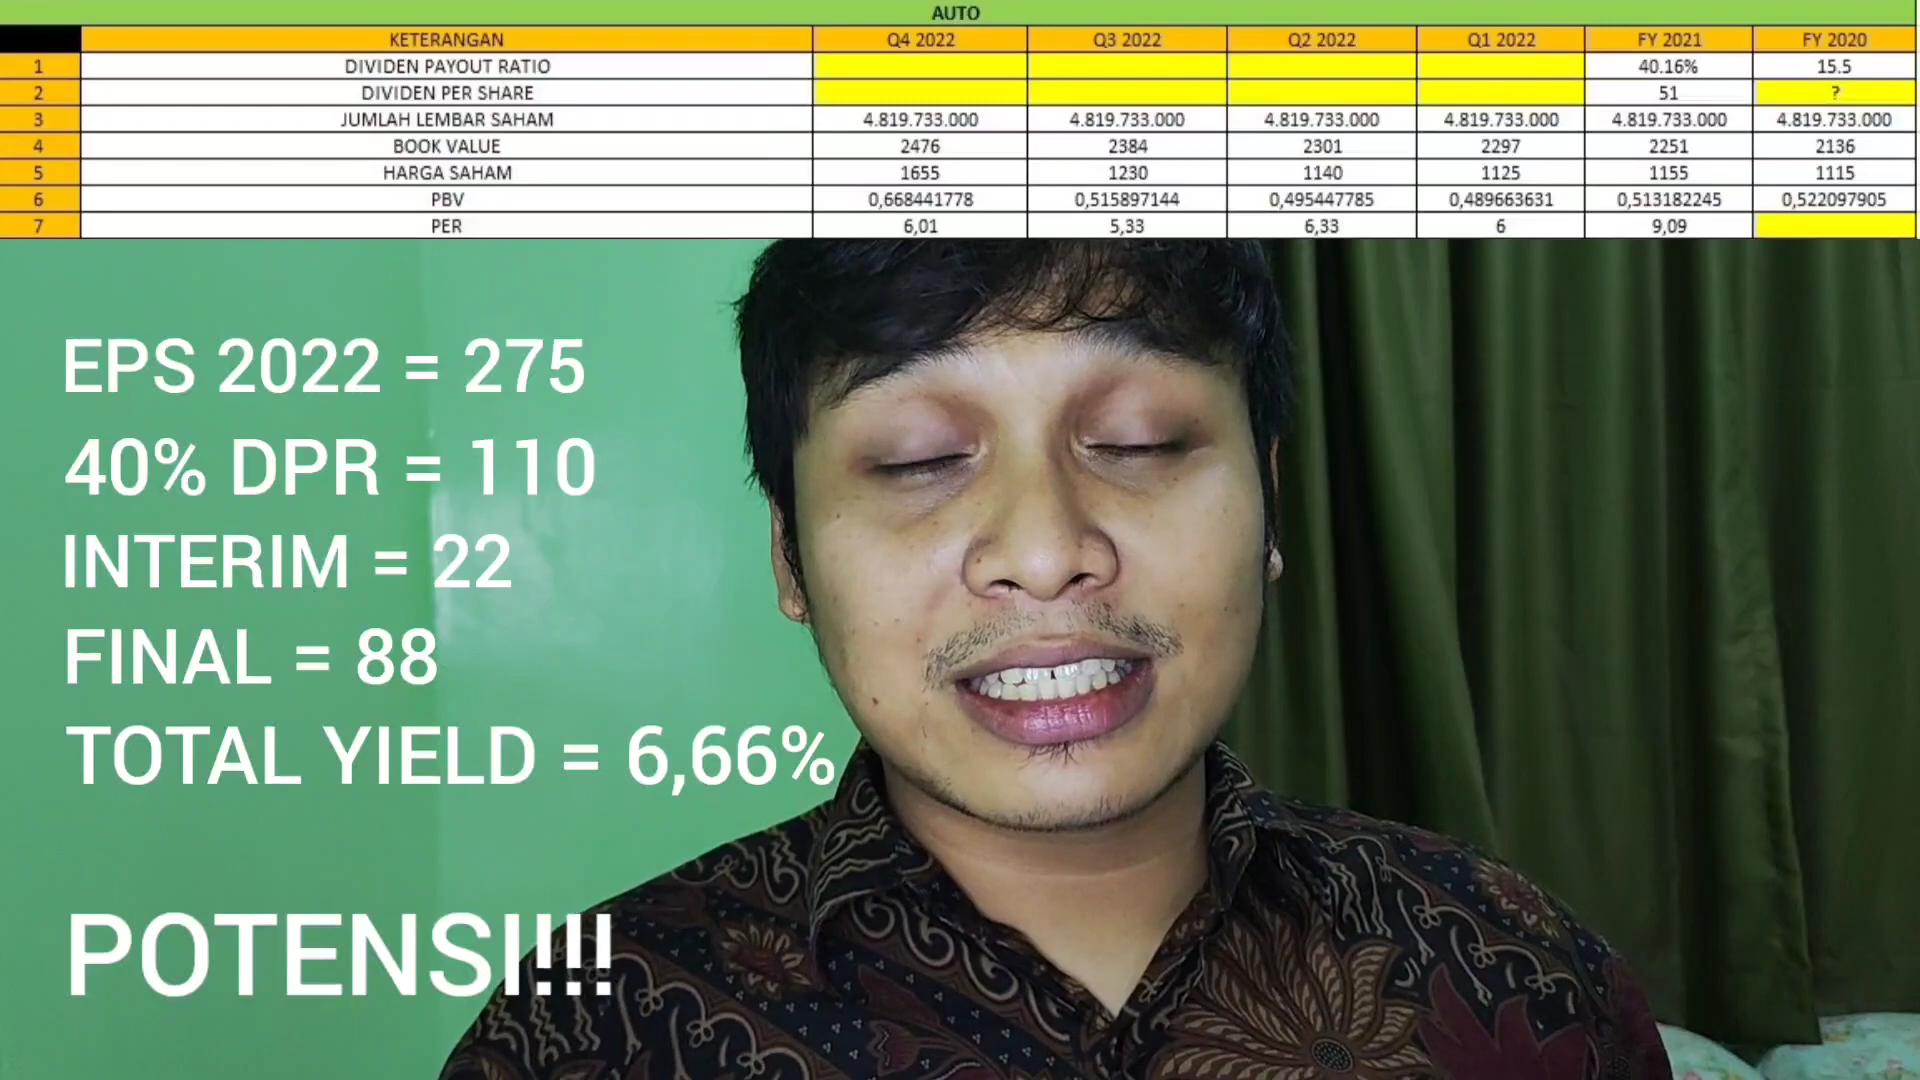 AUTO
KETERANGAN Q4 2022 Q3 2022 Q2 2022 Q1 2022 FY 2021 FY 2020
1 DIVIDEN PAYOUT RATIO 40.16% 15.5
2 DIVIDEN PER SHARE 51 ?
3 JUMLAH LEMBAR SAHAM 4.819.733.000 4.819.733.000 4.819.733.000 4.819.733.000 4.819.733.000 4.819.733.000
4 BOOK VALUE 2476 2384 2301 2297 2251 2136
5 HARGA SAHAM 1655 1230 1140 1125 1155 1115
6 PBV 0,668441778 0,515897144 0,495447785 0,489663631 0,513182245 0,522097905
7 PER 6,01 5,33 6,33 6 9,09
EPS 2022 = 275
40% DPR = 110
INTERIM = 22
FINAL = 88
TOTAL YIELD = 6,66%
POTENSI!!!